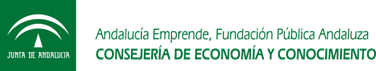 JUNTA DE ANDALUCIA
Andalucía Emprende, Fundación Pública Andaluza
CONSEJERÍA DE ECONOMÍA Y CONOCIMIENTO